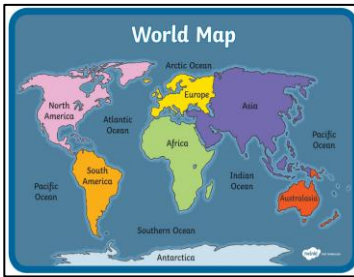 World Map
Arctic Ocean
North
America
Europe
Asia
Atlantic
Ocean
Africa
Pacific
Ocean
South
America
Indian
Ocean
Pacific
Ocean
Australasia
Southern Ocean
Antarctica
twinkl